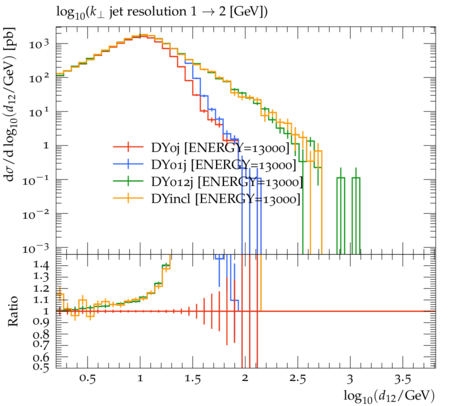 log₁₀(k⊥ jet resolution 1 → 2 [GeV])
dσ/d log₁₀(d₁₂/GeV) [pb]
10³
10²
10¹
1
10⁻¹
10⁻²
10⁻³
DY0j [ENERGY=13000]
DY01j [ENERGY=13000]
DY012j [ENERGY=13000]
DYincl [ENERGY=13000]
Ratio
1.4
1.3
1.2
1.1
1
0.9
0.8
0.7
0.6
0.5
0.5 1 1.5 2 2.5 3 3.5
log₁₀(d₁₂/GeV)